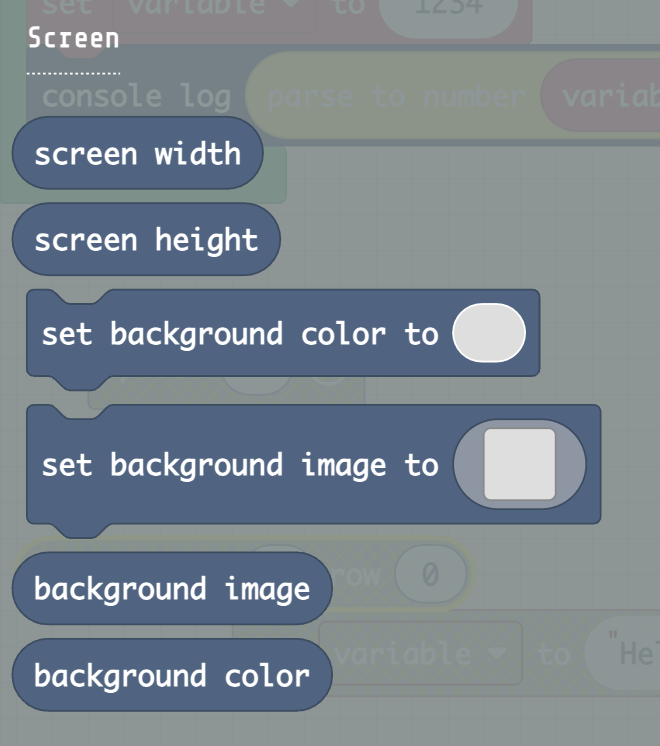 set variable to 1234
Screen
console log parse to number variab
screen width
screen height
set background color to
set background image to
background image
row 0
variable to "Hel
background color